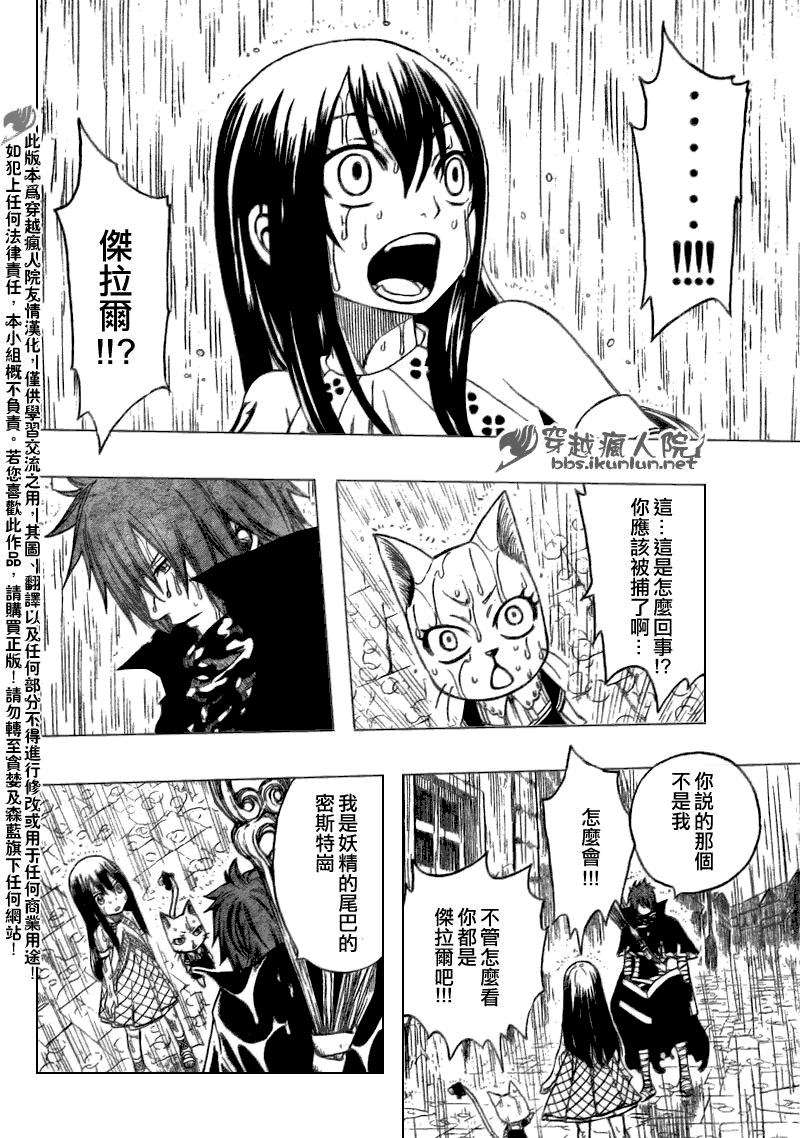 ⋯⋯!!!!
傑拉爾
!!?
穿越瘋人院
bbs.ikunlun.net
這…這是怎麼回事!?
你應該被捕了啊…
你説的那個
不是我
怎麼會!!!
不管怎麼看
你都是
傑拉爾吧!!!
我是妖精的尾巴的
密斯特崗
此版本爲穿越瘋人院友情漢化，僅供學習交流之用，其圖、翻譯以及任何部分不得進行修改或用于任何商業用途！
如犯上任何法律責任，本小組概不負責。若您喜歡此作品，請購買正版！請勿轉至貪婪及森藍旗下任何網站！